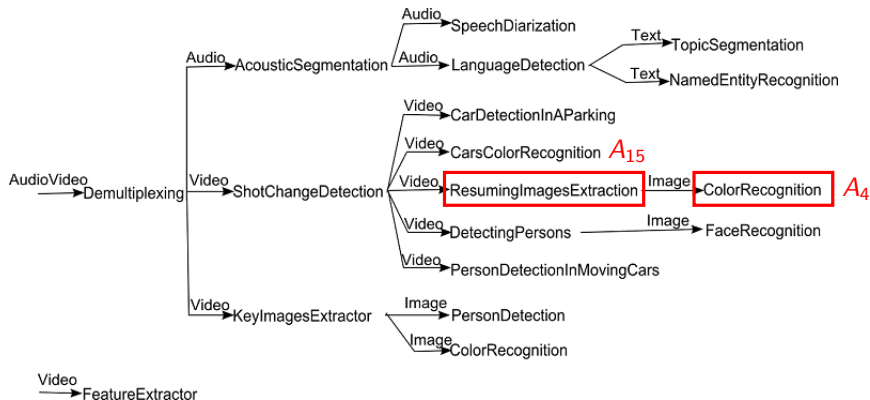 Audio SpeechDiarization
Audio AcousticSegmentation Audio LanguageDetection Text TopicSegmentation
Text NamedEntityRecognition
Video CarDetectionInAParking
Video CarsColorRecognition A15
AudioVideo Demultiplexing Video ShotChangeDetection Video ResumingImagesExtraction Image ColorRecognition A4
Video DetectingPersons Image FaceRecognition
Video PersonDetectionInMovingCars
Video KeyImagesExtractor Image PersonDetection
Image ColorRecognition
Video FeatureExtractor